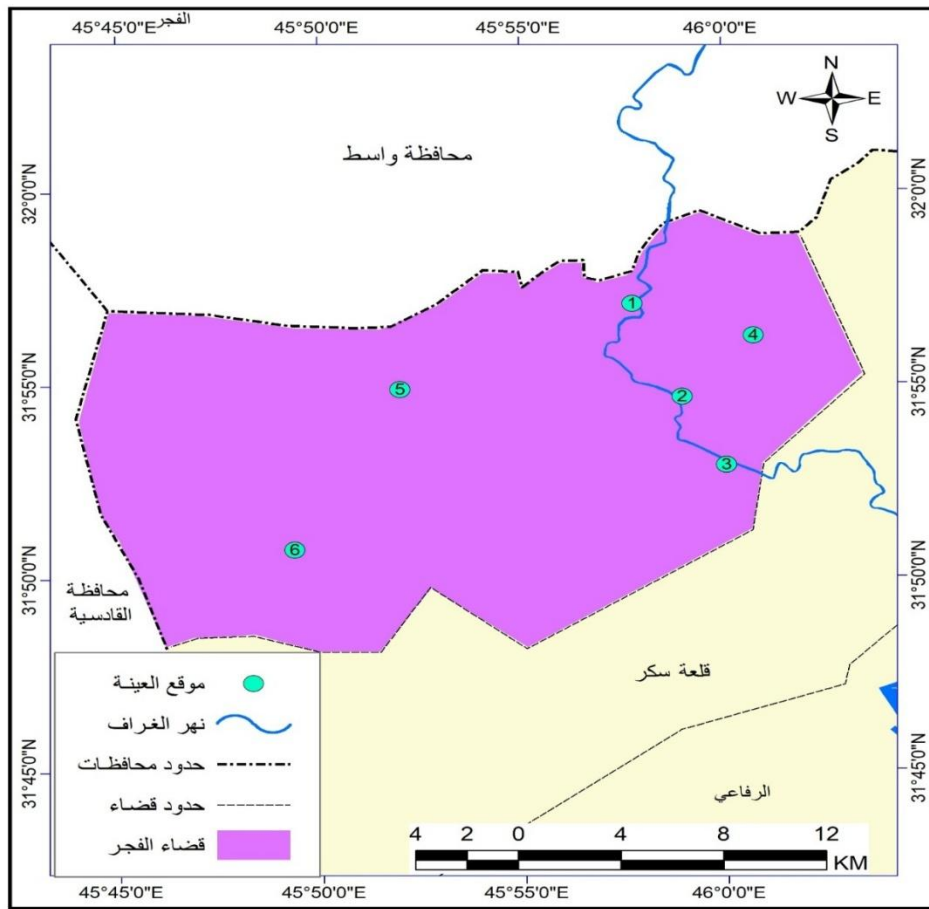 الفجر
45°45'0"E 45°50'0"E 45°55'0"E 46°0'0"E
N
W E
S
محافظة واسط
32°0'0"N 32°0'0"N
1
4
31°55'0"N 31°55'0"N
5
2
3
6
31°50'0"N 31°50'0"N
محافظة
القادسية
قلعة سكر
موقع العينة
نهر الغراف
حدود محافظات
حدود قضاء
قضاء الفجر
31°45'0"N 31°45'0"N
الرفاعي
4 2 0 4 8 12
KM
45°45'0"E 45°50'0"E 45°55'0"E 46°0'0"E